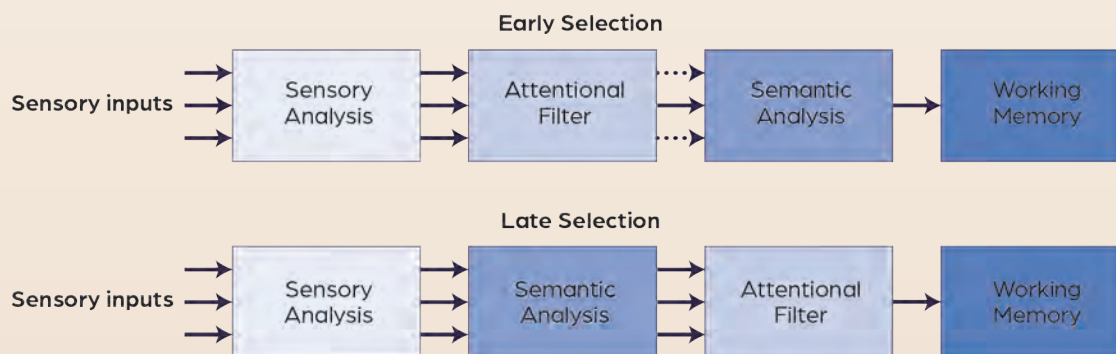 Early Selection
Sensory inputs
Sensory
Analysis
Attentional
Filter
Semantic
Analysis
Working
Memory
Late Selection
Sensory inputs
Sensory
Analysis
Semantic
Analysis
Attentional
Filter
Working
Memory